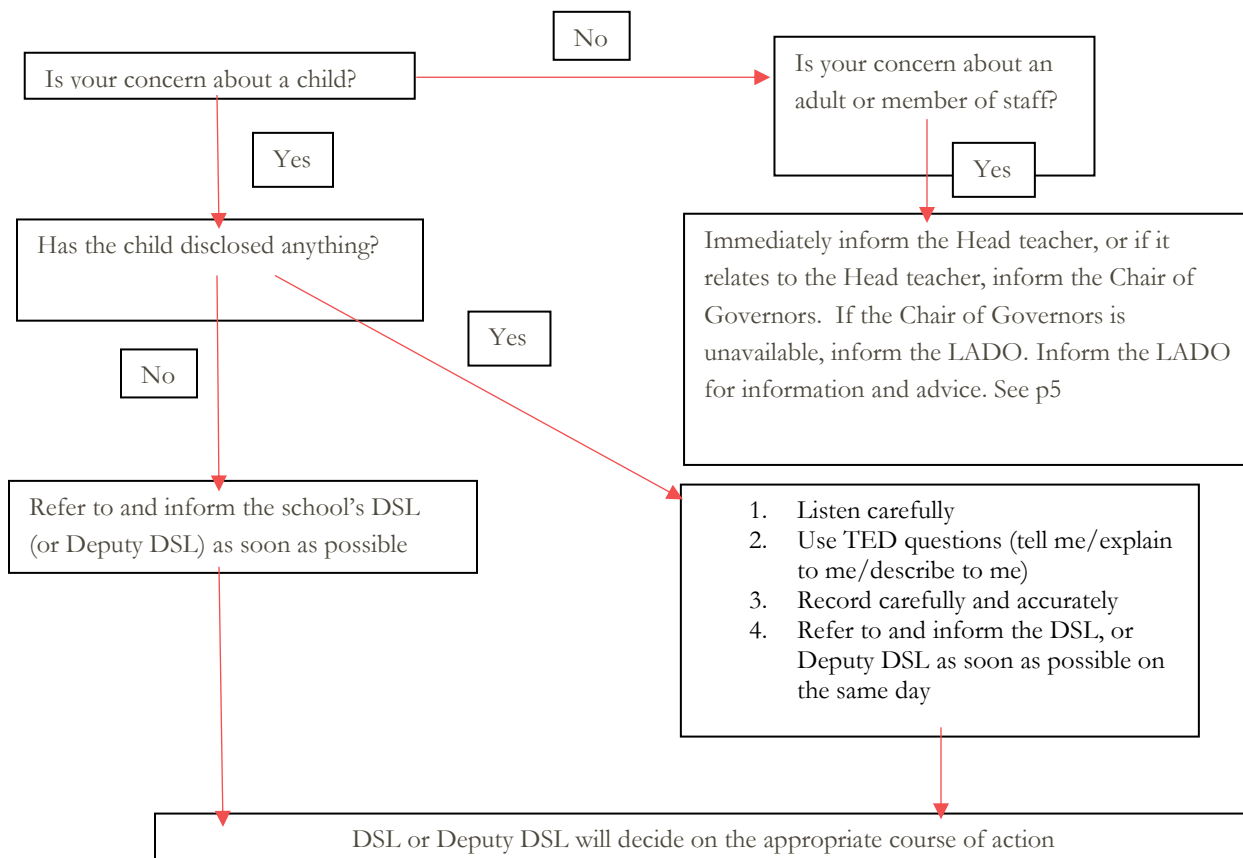 No
Is your concern about a child?
Is your concern about an
adult or member of staff?
Yes
Yes
Has the child disclosed anything?
Immediately inform the Head teacher, or if it
relates to the Head teacher, inform the Chair of
Governors.  If the Chair of Governors is
unavailable, inform the LADO. Inform the LADO
for information and advice. See p5
Yes
No
Refer to and inform the school’s DSL
(or Deputy DSL) as soon as possible
1. Listen carefully
2. Use TED questions (tell me/explain
to me/describe to me)
3. Record carefully and accurately
4. Refer to and inform the DSL, or
Deputy DSL as soon as possible on
the same day
DSL or Deputy DSL will decide on the appropriate course of action